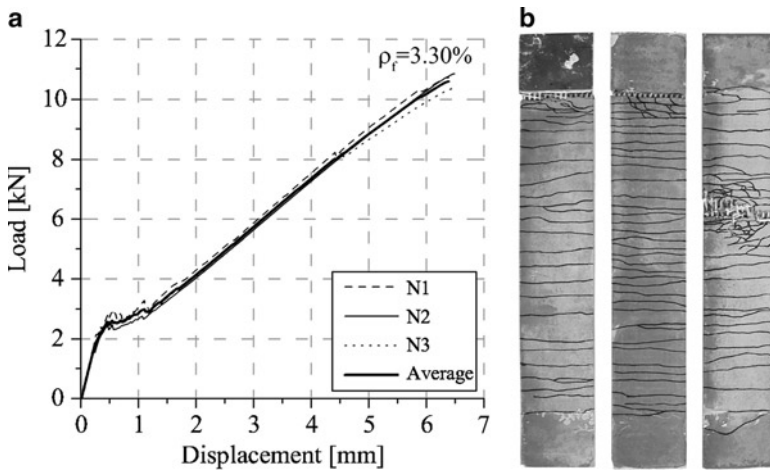 a
12
10
8
6
4
2
0
Load [kN]
0 1 2 3 4 5 6 7
Displacement [mm]
ρf=3.30%
N1
N2
N3
Average
b